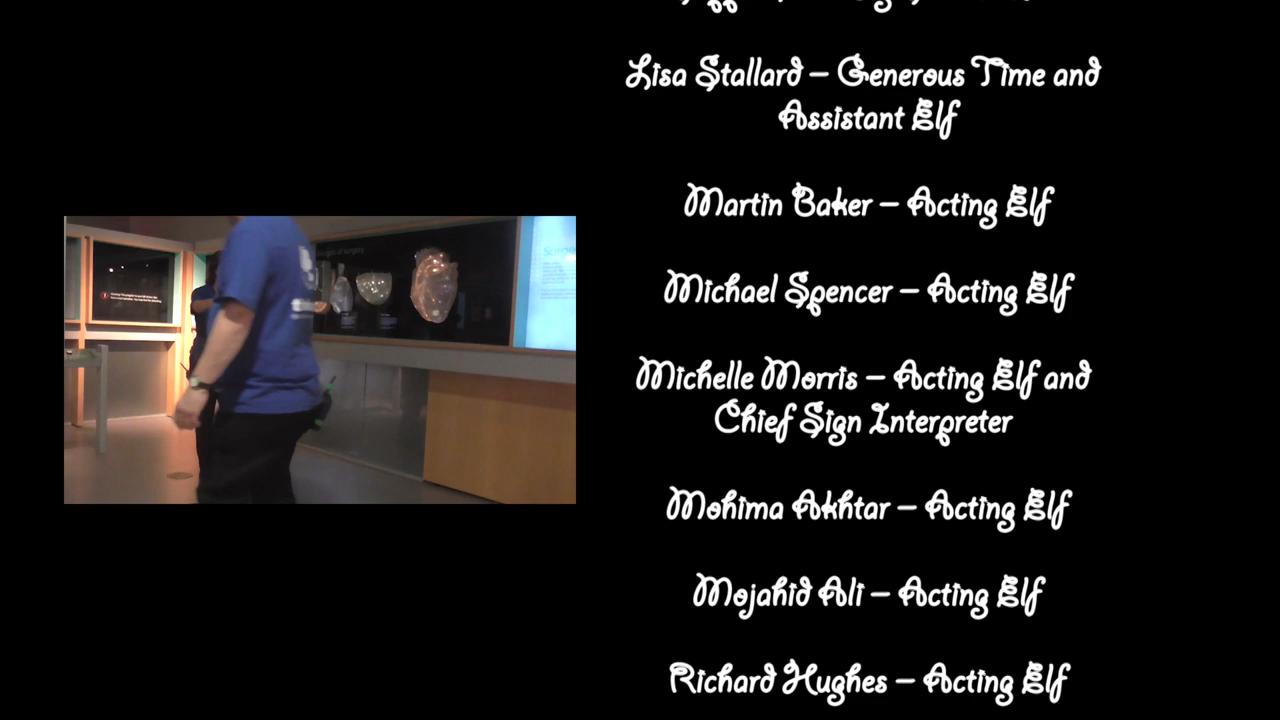 Lisa Stallard – Generous Time and
Assistant Elf
Martin Baker – Acting Elf
Michael Spencer – Acting Elf
Michelle Morris – Acting Elf and
Chief Sign Interpreter
Mohima Akhtar – Acting Elf
Mojahid Ali – Acting Elf
Richard Hughes – Acting Elf